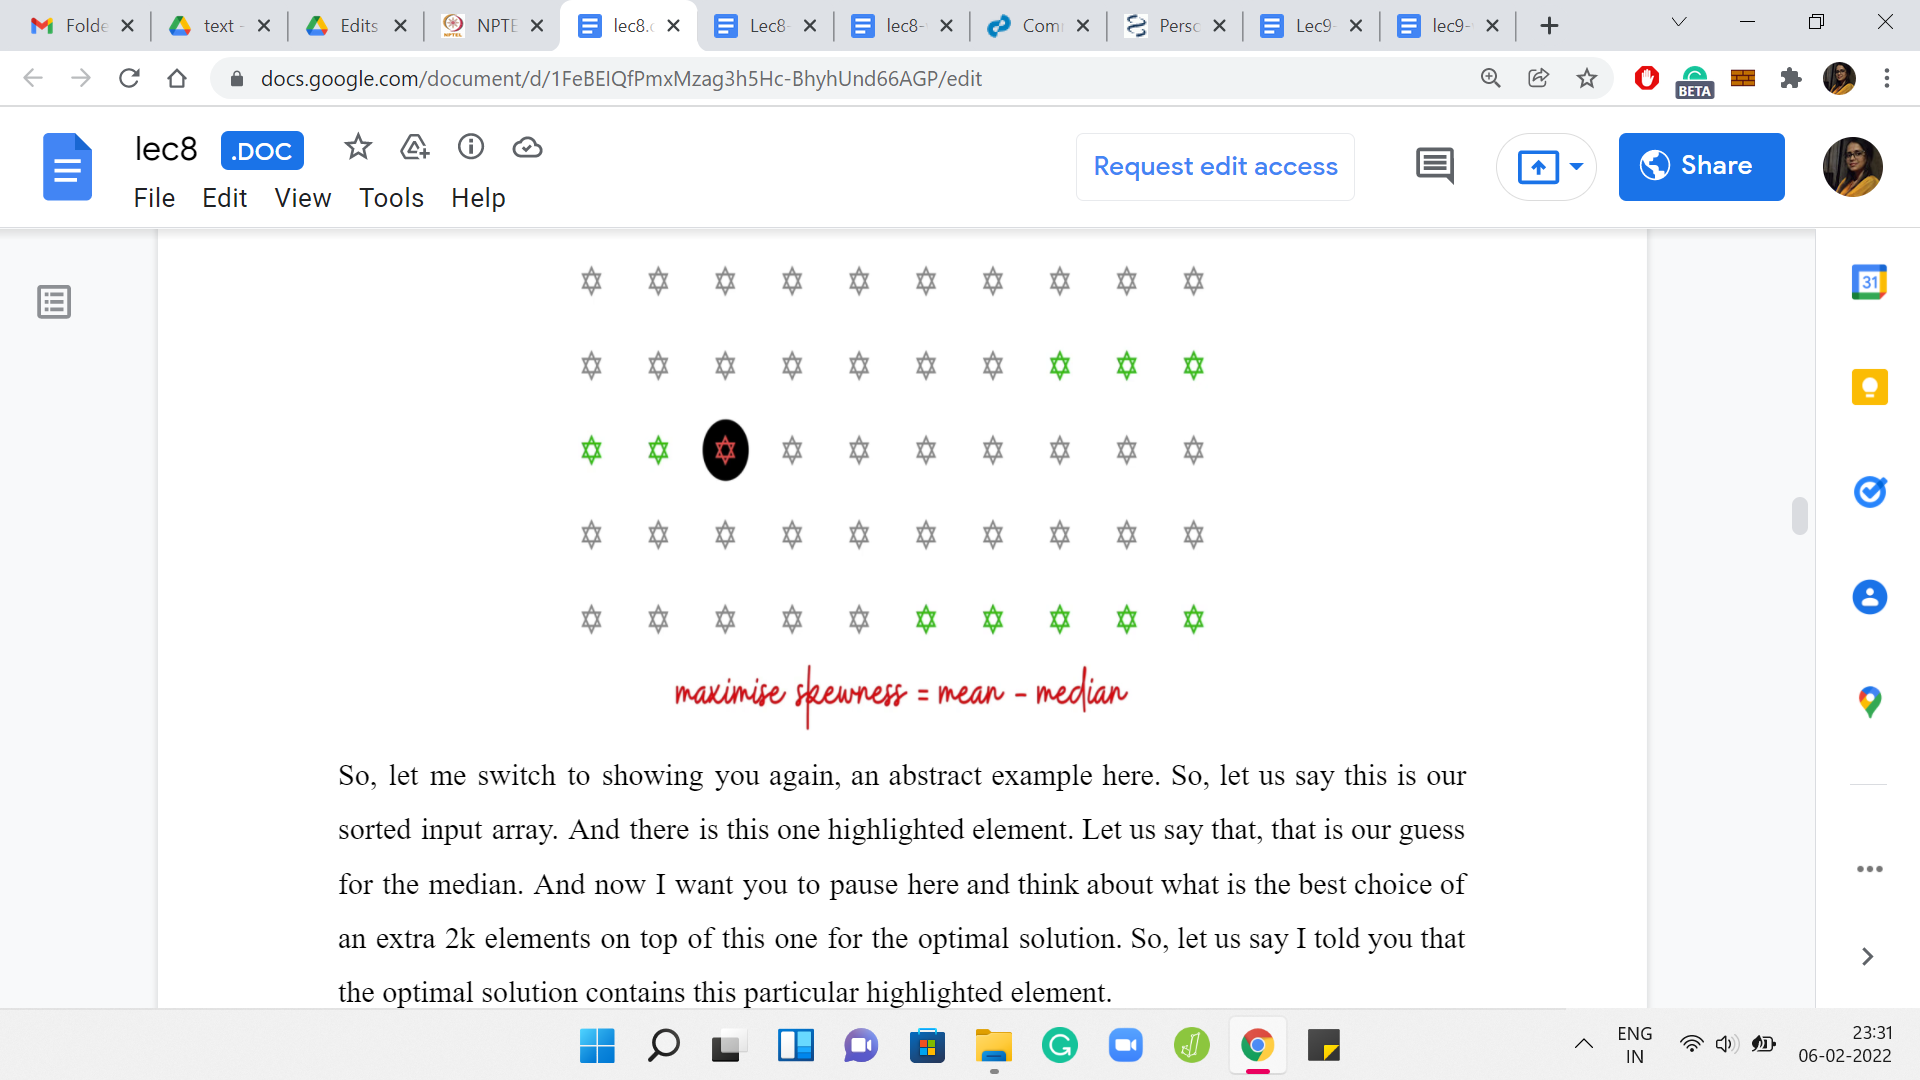 Folde
text -
Edits
NPTE
lec8.c
Lec8-
lec8-
Com
Perso
Lec9-
lec9-
docs.google.com/document/d/1FeBEIQfPmxMzag3h5Hc-BhyhUnd66AGP/edit
BETA
lec8 .DOC
File Edit View Tools Help
Request edit access
Share
31
maximise skewness = mean - median
So, let me switch to showing you again, an abstract example here. So, let us say this is our
sorted input array. And there is this one highlighted element. Let us say that, that is our guess
for the median. And now I want you to pause here and think about what is the best choice of
an extra 2k elements on top of this one for the optimal solution. So, let us say I told you that
the optimal solution contains this particular highlighted element.
ENG
IN
23:31
06-02-2022